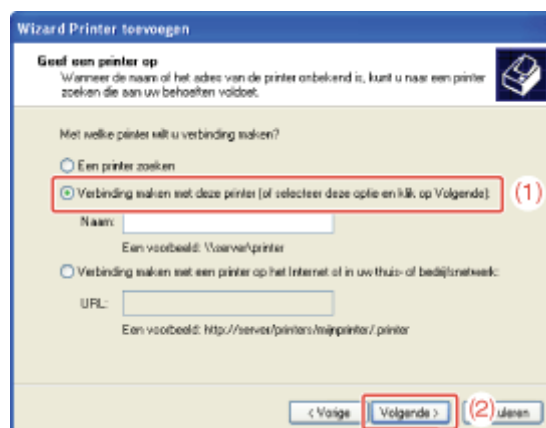 Wizard Printer toevoegen
Geef een printer op
Wanneer de naam of het adres van de printer onbekend is, kunt u naar een printer
zoeken die aan uw behoeften voldoet.
Met welke printer wilt u verbinding maken?
Een printer zoeken
Verbinding maken met deze printer (of selecteer deze optie en klik op Volgende):
(1)
Naam:
Een voorbeeld: \\server\printer
Verbinding maken met een printer op het Internet of in uw thuis- of bedrijfsnetwerk:
URL:
Een voorbeeld: http://server/printers/mijnprinter/.printer
< Vorige
Volgende >
(2)
uleren